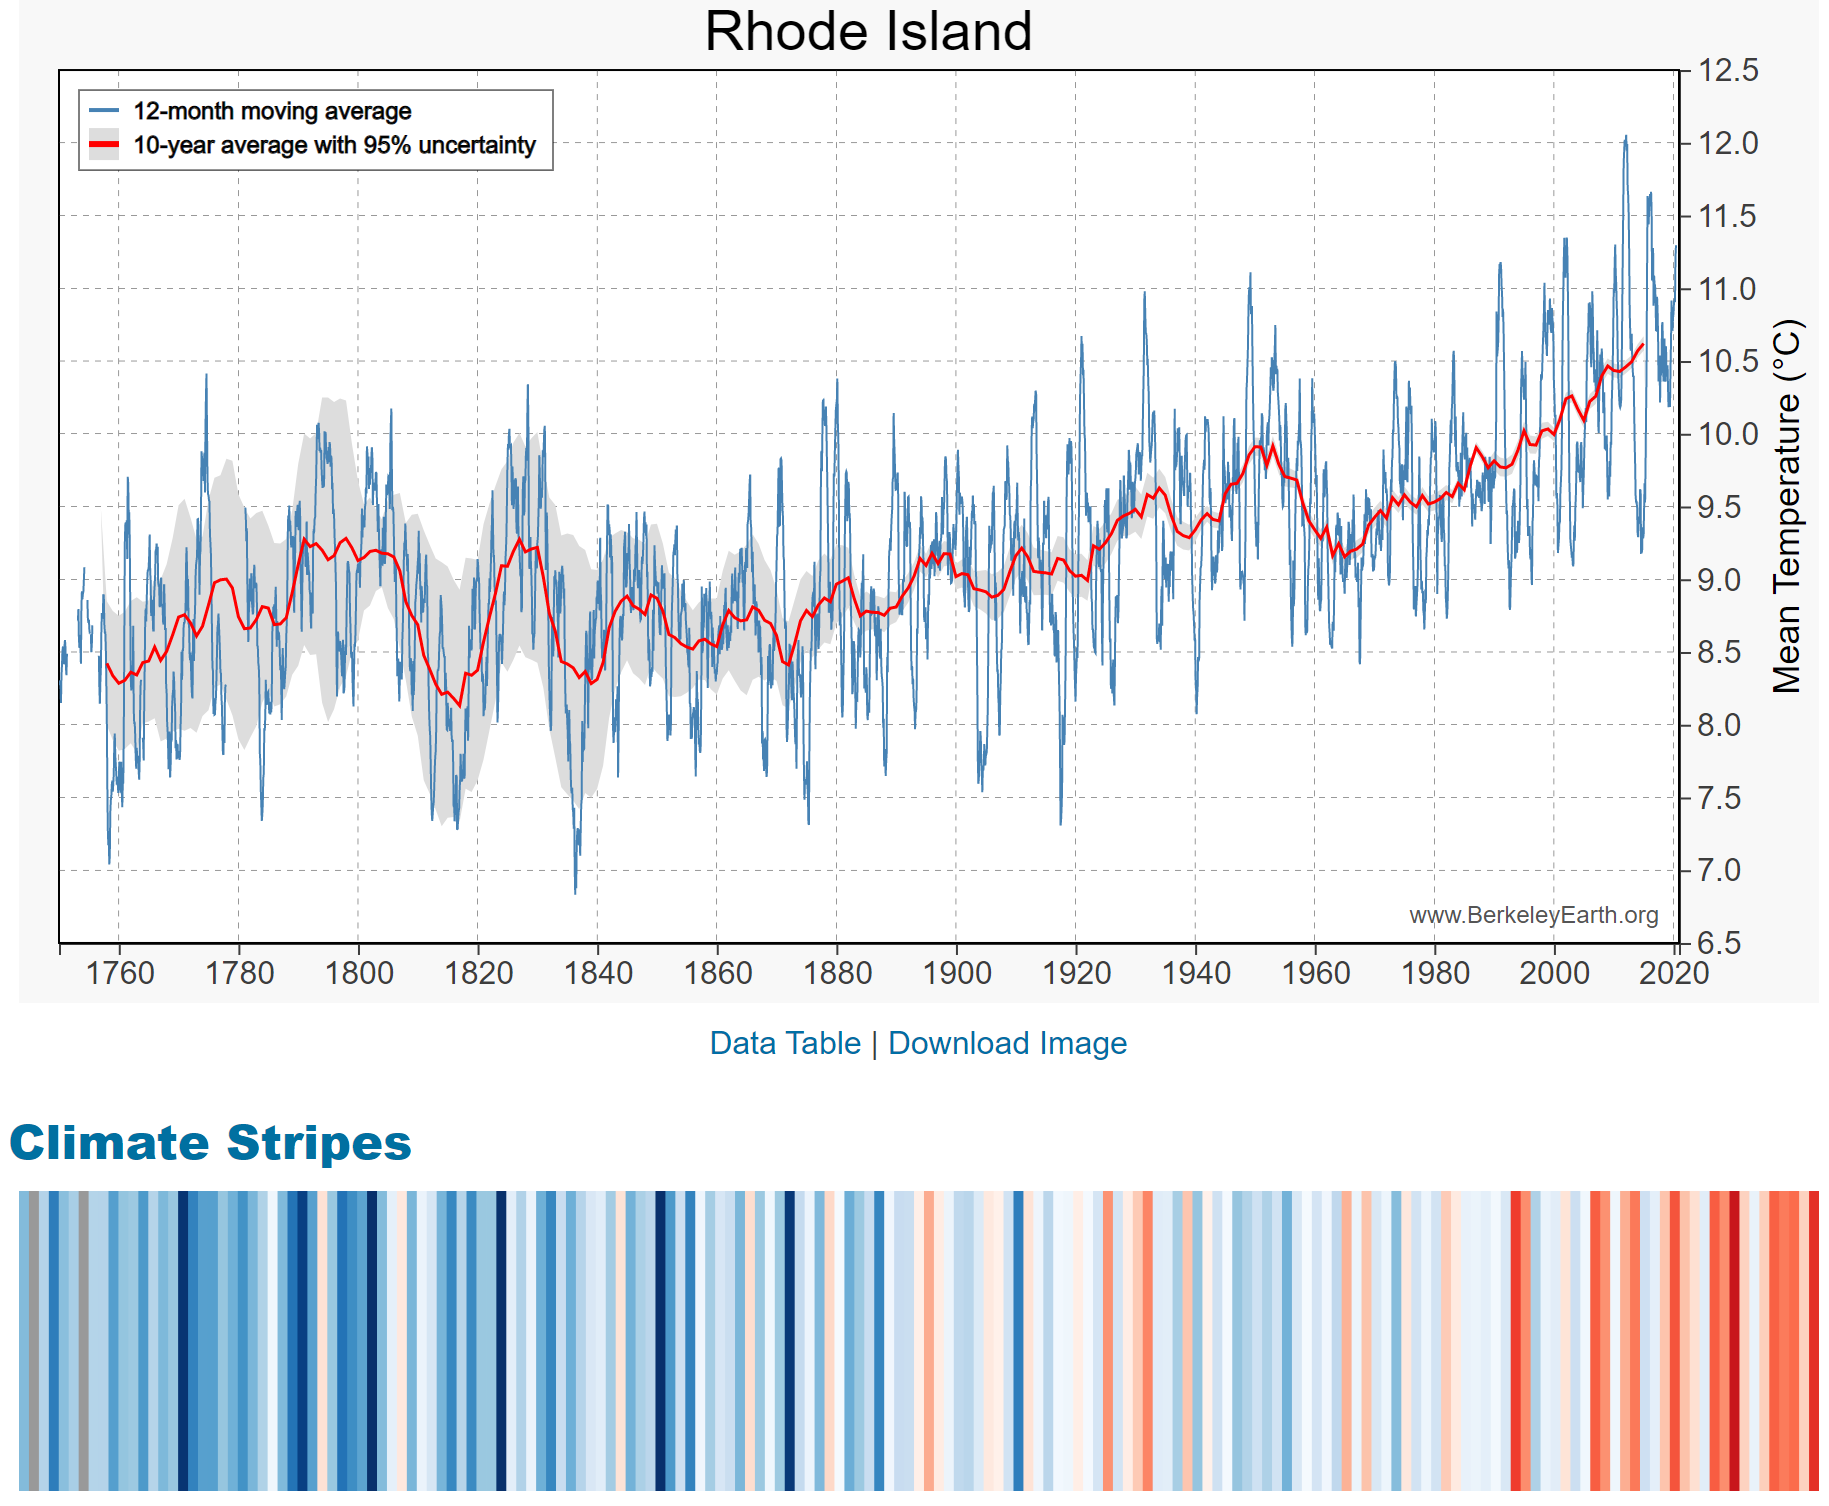 Rhode Island
12-month moving average
10-year average with 95% uncertainty
12.5
12.0
11.5
11.0
10.5
10.0
9.5
9.0
8.5
8.0
7.5
7.0
6.5
Mean Temperature (°C)
www.BerkeleyEarth.org
1760 1780 1800 1820 1840 1860 1880 1900 1920 1940 1960 1980 2000 2020
Data Table | Download Image
Climate Stripes